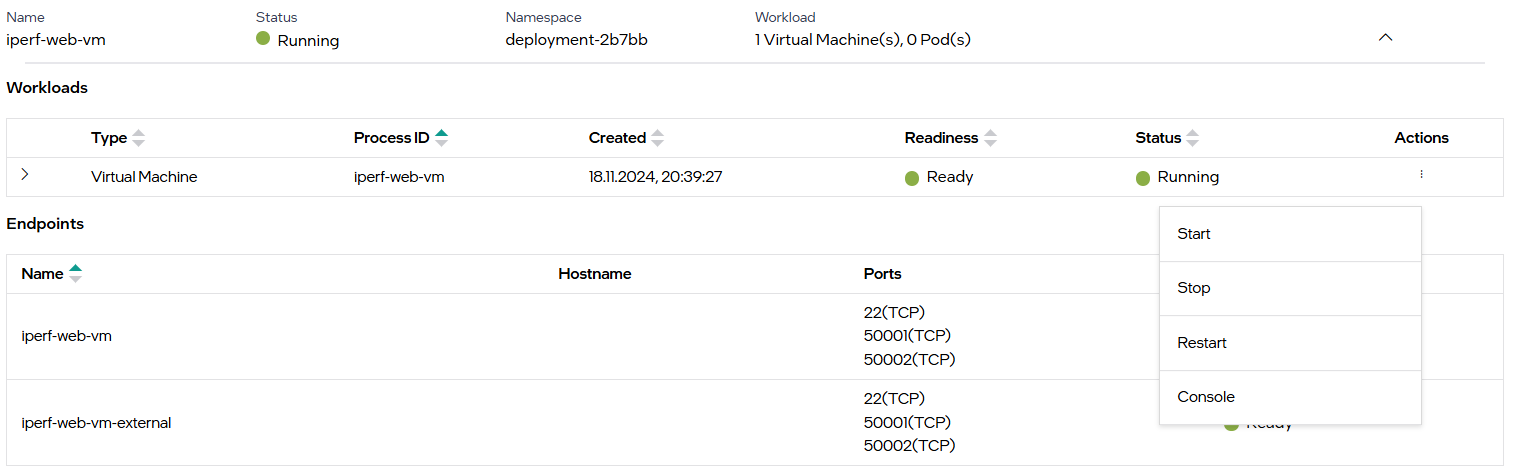 Name Status Namespace Workload
iperf-web-vm Running deployment-2b7bb 1 Virtual Machine(s), 0 Pod(s)
Workloads
Type Process ID Created Readiness Status Actions
Virtual Machine iperf-web-vm 18.11.2024, 20:39:27 Ready Running
Endpoints
Name Hostname Ports
iperf-web-vm
22(TCP)
50001(TCP)
50002(TCP)
iperf-web-vm-external
22(TCP)
50001(TCP)
50002(TCP)
Ready
Start
Stop
Restart
Console